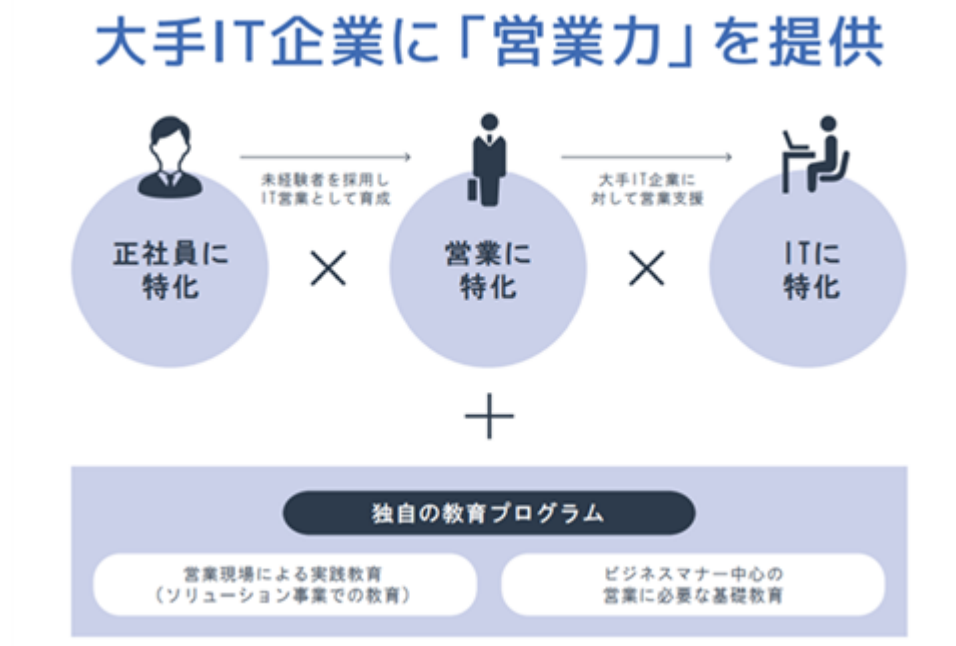 大手IT企業に「営業力」を提供
未経験者を採用し
IT営業として育成
大手IT企業に
対して営業支援
正社員に
特化
×
営業に
特化
×
ITに
特化
+
独自の教育プログラム
営業現場による実践教育
(ソリューション事業での教育)
ビジネスマナー中心の
営業に必要な基礎教育